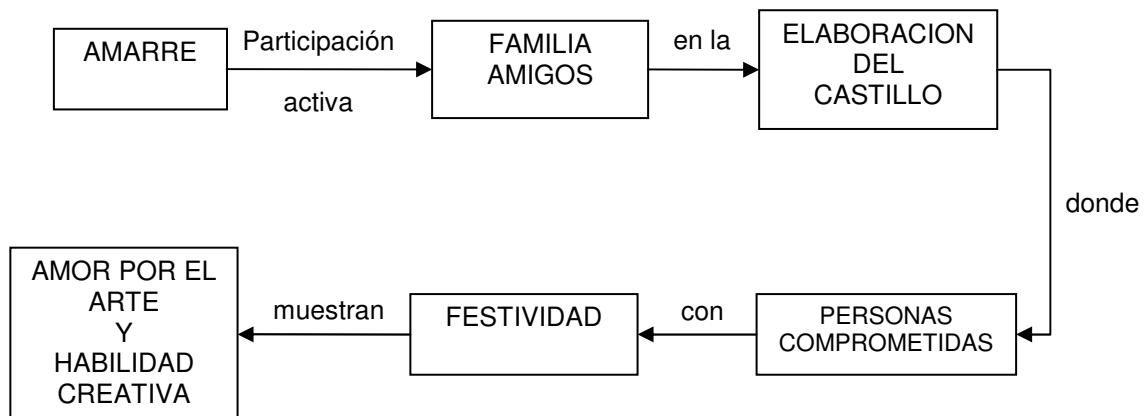 AMARRE
Participación
activa
FAMILIA
AMIGOS
en la
ELABORACION
DEL
CASTILLO
donde
PERSONAS
COMPROMETIDAS
con
FESTIVIDAD
muestran
AMOR POR EL
ARTE
Y
HABILIDAD
CREATIVA